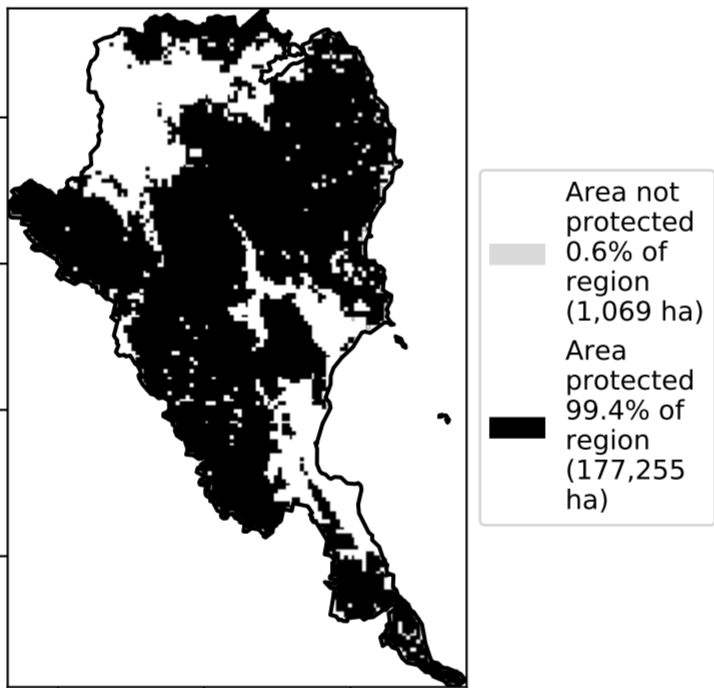 Area not
protected
0.6% of
region
(1,069 ha)
Area
protected
99.4% of
region
(177,255
ha)